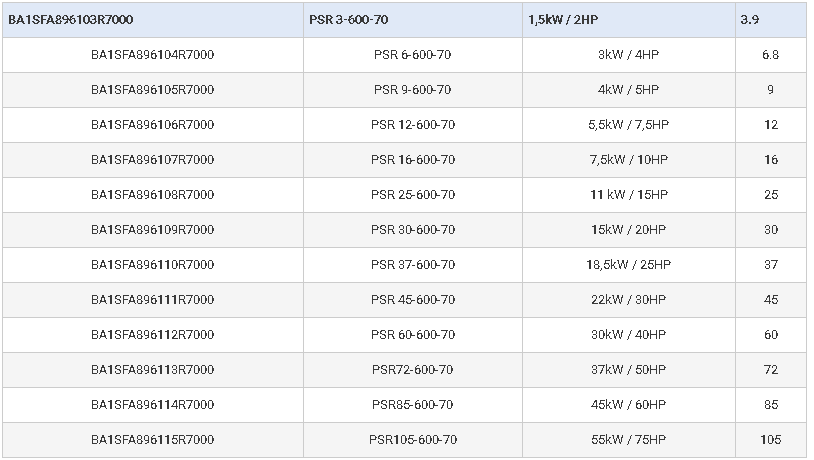 BA1SFA896103R7000 PSR 3-600-70 1,5kW / 2HP 3.9
BA1SFA896104R7000 PSR 6-600-70 3kW / 4HP 6.8
BA1SFA896105R7000 PSR 9-600-70 4kW / 5HP 9
BA1SFA896106R7000 PSR 12-600-70 5,5kW / 7,5HP 12
BA1SFA896107R7000 PSR 16-600-70 7,5kW / 10HP 16
BA1SFA896108R7000 PSR 25-600-70 11 kW / 15HP 25
BA1SFA896109R7000 PSR 30-600-70 15kW / 20HP 30
BA1SFA896110R7000 PSR 37-600-70 18,5kW / 25HP 37
BA1SFA896111R7000 PSR 45-600-70 22kW / 30HP 45
BA1SFA896112R7000 PSR 60-600-70 30kW / 40HP 60
BA1SFA896113R7000 PSR72-600-70 37kW / 50HP 72
BA1SFA896114R7000 PSR85-600-70 45kW / 60HP 85
BA1SFA896115R7000 PSR105-600-70 55kW / 75HP 105